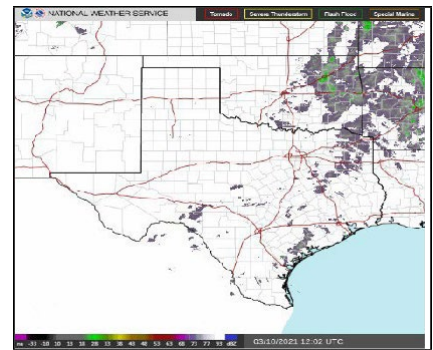 NATIONAL WEATHER SERVICE Tornado Severe Thunderstorm Flash Flood Special Marine
03/10/2021 12:02 UTC